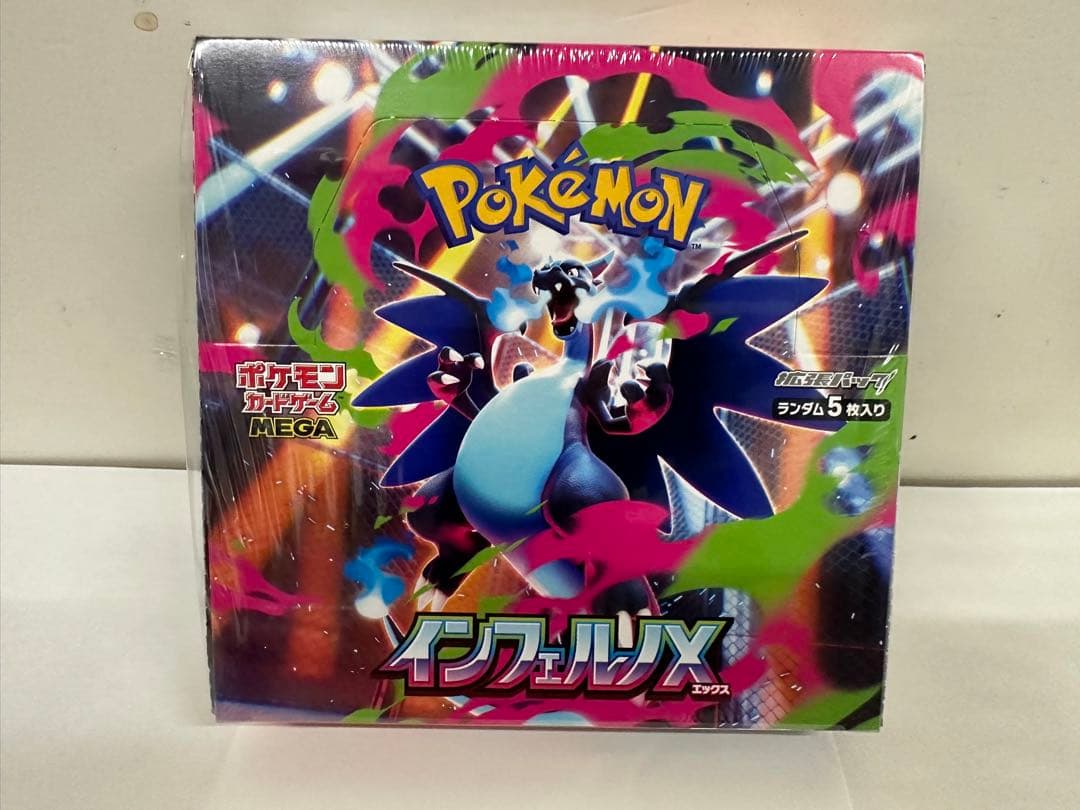 POKéMON
TM
ポケモン
カードゲーム
MEGA
拡張パック
ランダム5枚入り
インフェルノX
エックス